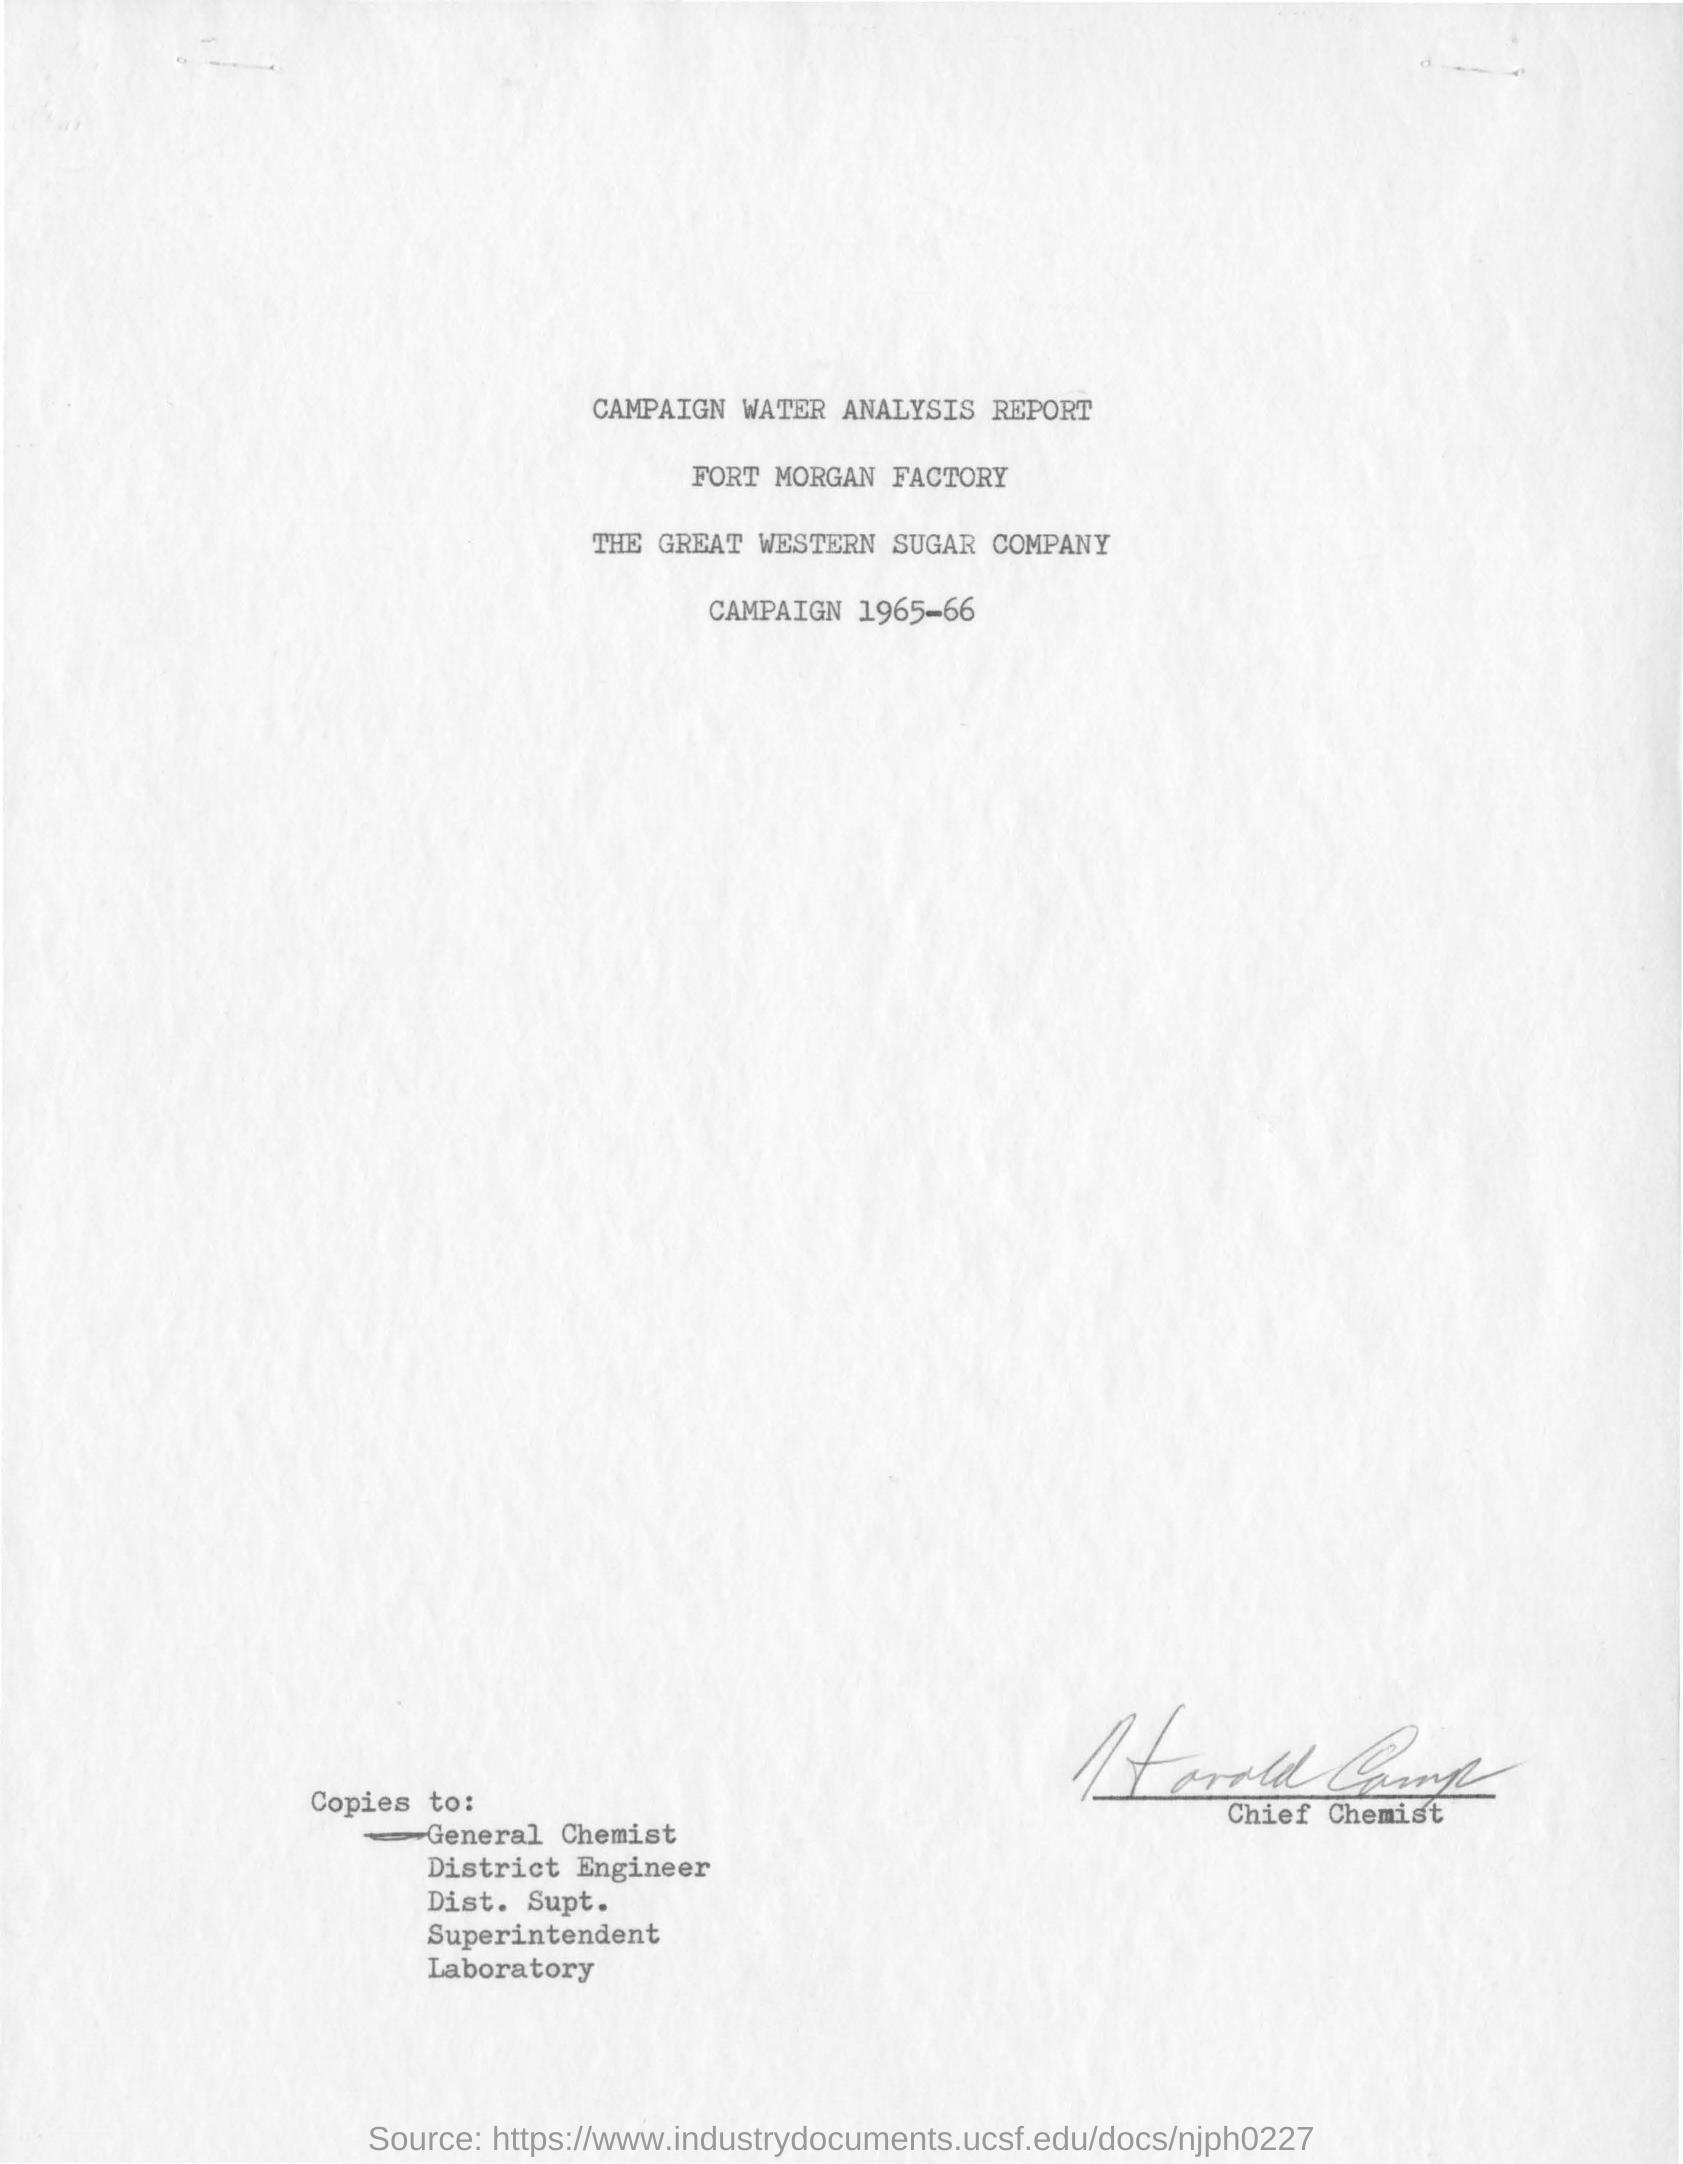 CAMPAIGN WATER ANALYSIS REPORT
FORT MORGAN FACTORY
THE GREAT WESTERN SUGAR COMPANY
CAMPAIGN 1965-66
Harold Camp
Chief Chemist
Copies to:
General Chemist
District Engineer
Dist. Supt.
Superintendent
Laboratory
Source: https://www.industrydocuments.ucsf.edu/docs/njph0227